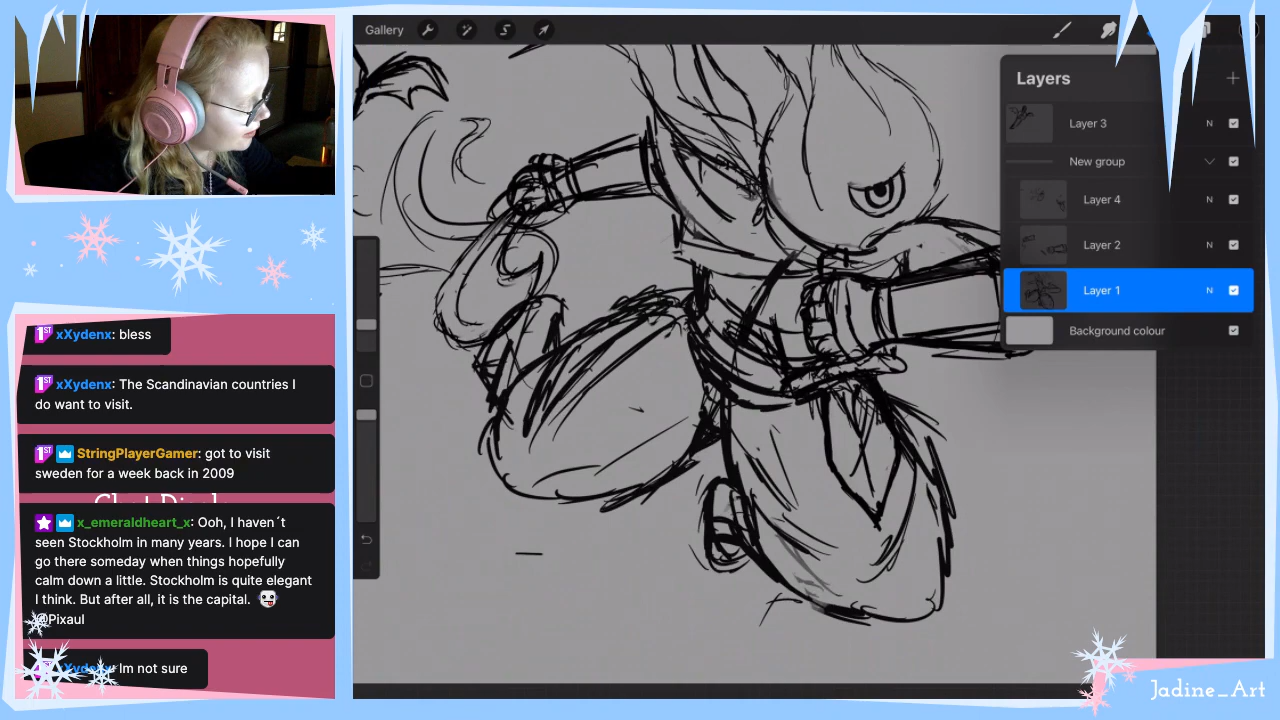 Gallery
Layers
Layer 3
N
New group
Layer 4
N
Layer 2
N
Layer 1
N
Background colour
1ST xXydenx: bless
1ST xXydenx: The Scandinavian countries I
do want to visit.
1ST StringPlayerGamer: got to visit
sweden for a week back in 2009
x_emeraldheart_x: Ooh, I haven´t
seen Stockholm in many years. I hope I can
go there someday when things hopefully
calm down a little. Stockholm is quite elegant
I think. But after all, it is the capital.
@Pixaul
Im not sure
Jadine_Art